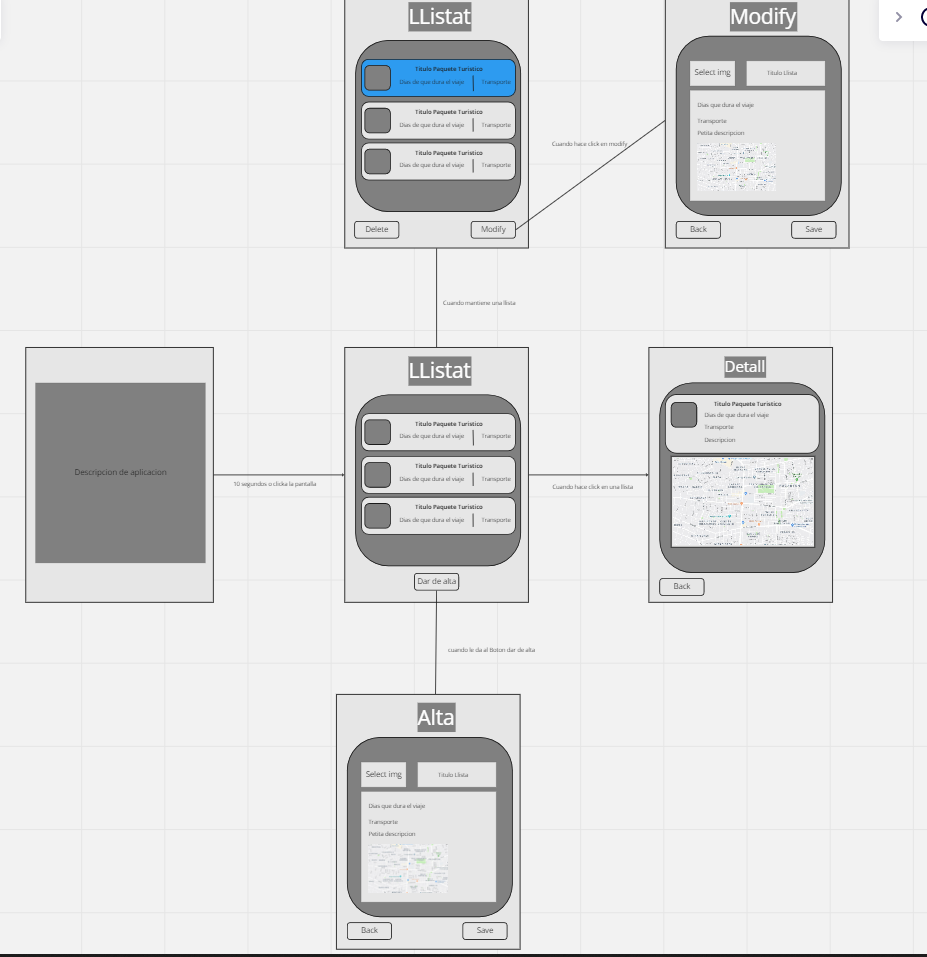 LListat
Titulo Paquete Turistico
Dias de que dura el viaje
Transporte
Titulo Paquete Turistico
Dias de que dura el viaje
Transporte
Titulo Paquete Turistico
Dias de que dura el viaje
Transporte
Delete
Modify
Cuando hace click en modify
Modify
Select img
Titulo Llista
Dias que dura el viaje
Transporte
Petita descripcion
Back
Save
Cuando mantiene una llista
Descripcion de aplicacion
10 segundos o clicka la pantalla
LListat
Titulo Paquete Turistico
Dias de que dura el viaje
Transporte
Titulo Paquete Turistico
Dias de que dura el viaje
Transporte
Titulo Paquete Turistico
Dias de que dura el viaje
Transporte
Dar de alta
Cuando hace click en una llista
Detall
Titulo Paquete Turistico
Dias de que dura el viaje
Transporte
Descripcion
Back
cuando le da al Boton dar de alta
Alta
Select img
Titulo Llista
Dias que dura el viaje
Transporte
Petita descripcion
Back
Save